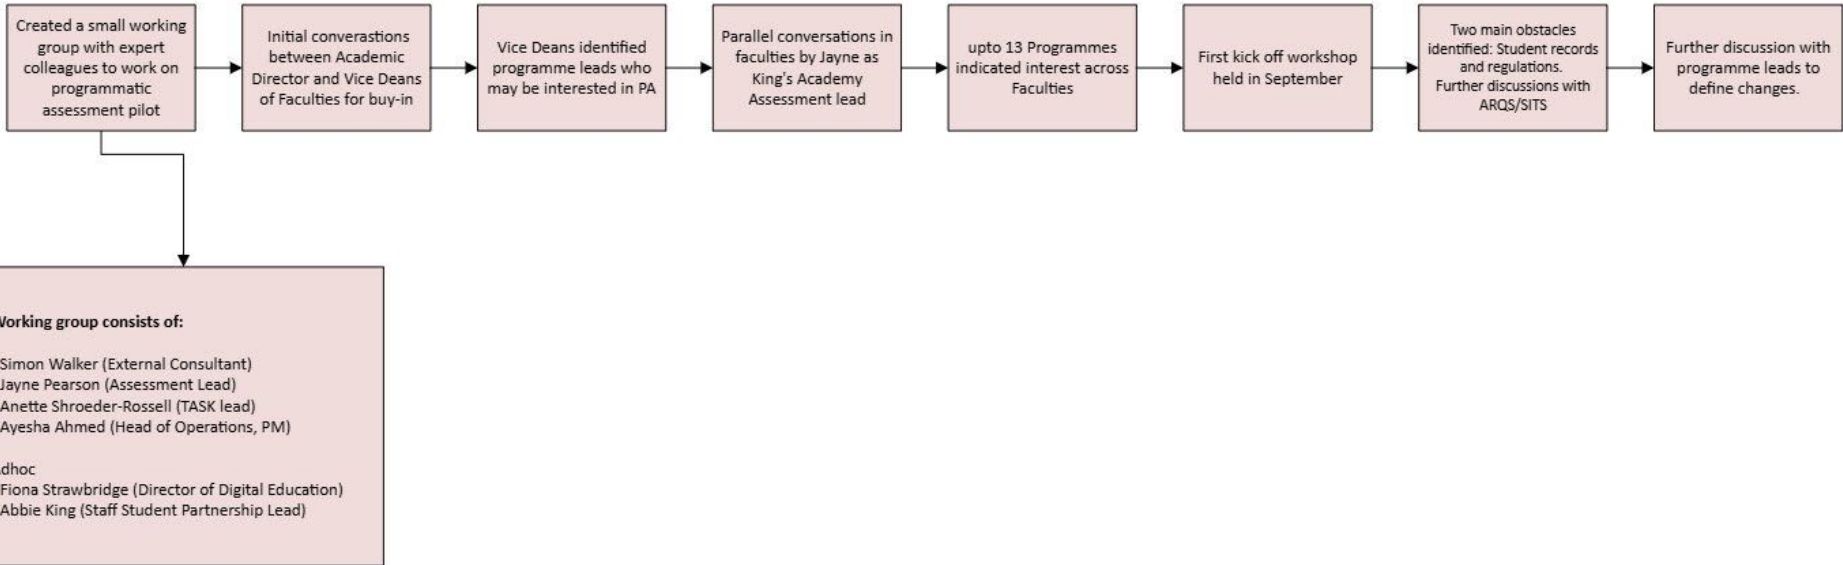 Created a small working
group with expert
colleagues to work on
programmatic
assessment pilot
Initial converastions
between Academic
Director and Vice Deans
of Faculties for buy-in
Vice Deans identified
programme leads who
may be interested in PA
Parallel conversations in
faculties by Jayne as
King's Academy
Assessment lead
upto 13 Programmes
indicated interest across
Faculties
First kick off workshop
held in September
Two main obstacles
identified: Student records
and regulations.
Further discussions with
ARQS/SITS
Further discussion with
programme leads to
define changes.
Working group consists of:
Simon Walker (External Consultant)
Jayne Pearson (Assessment Lead)
Anette Shroeder-Rossell (TASK lead)
Ayesha Ahmed (Head of Operations, PM)
dhoc
Fiona Strawbridge (Director of Digital Education)
Abbie King (Staff Student Partnership Lead)